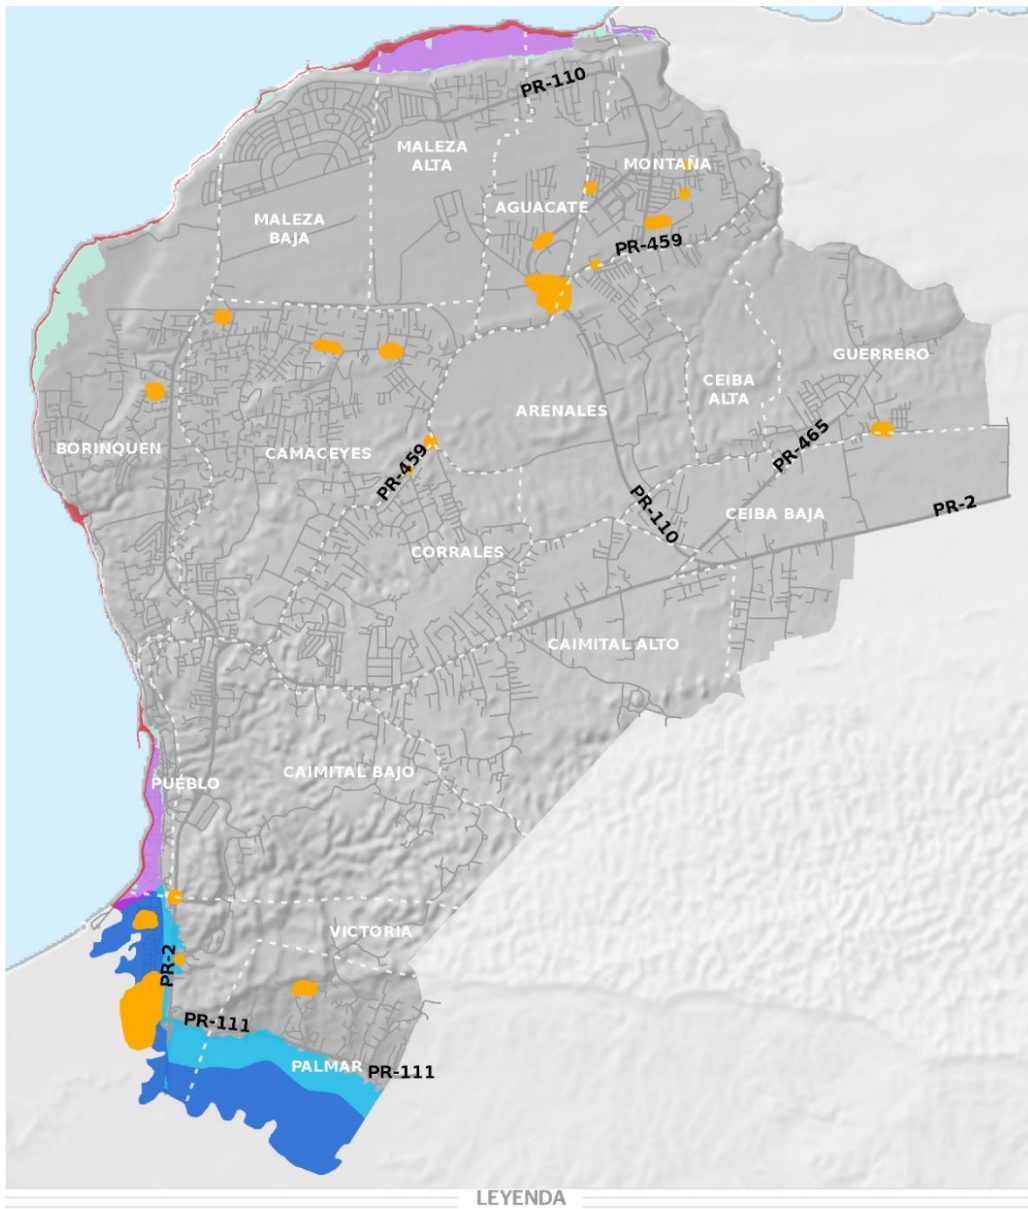 PR-110
MALEZA
ALTA
MONTAÑA
AGUACATE
MALEZA
BAJA
PR-459
GUERRERO
CEIBA
ALTA
ARENALES
BORINQUEN
CAMACEYES
PR-459
PR-465
PR-110
CEIBA BAJA
PR-2
CORRALES
CAIMITAL ALTO
CAIMITAL BAJO
PUEBLO
VICTORIA
PR-2
PR-111
PALMAR
PR-111
LEYENDA